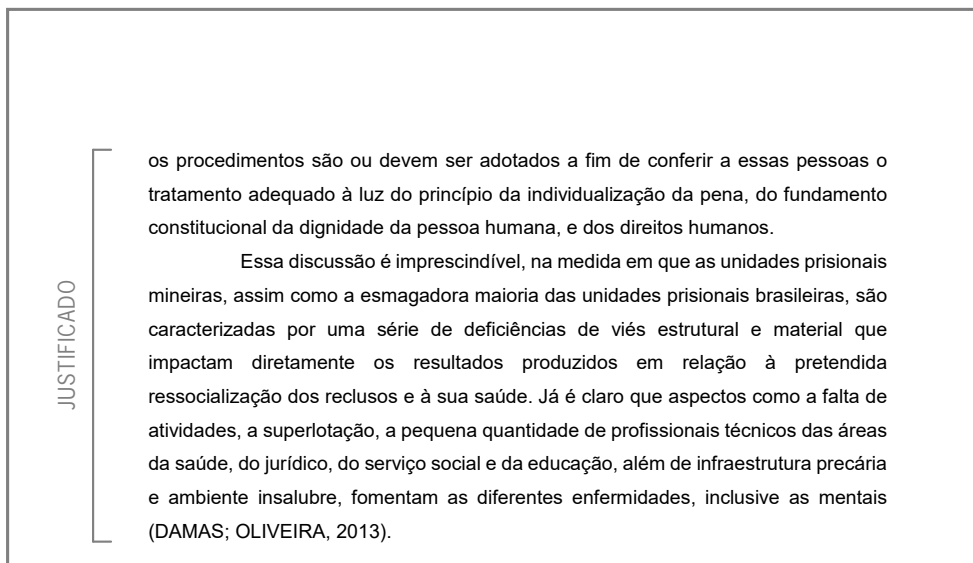 os procedimentos são ou devem ser adotados a fim de conferir a essas pessoas o
tratamento adequado à luz do princípio da individualização da pena, do fundamento
constitucional da dignidade da pessoa humana, e dos direitos humanos.
Essa discussão é imprescindível, na medida em que as unidades prisionais
mineiras, assim como a esmagadora maioria das unidades prisionais brasileiras, são
caracterizadas por uma série de deficiências de viés estrutural e material que
impactam diretamente os resultados produzidos em relação à pretendida
ressocialização dos reclusos e à sua saúde. Já é claro que aspectos como a falta de
atividades, a superlotação, a pequena quantidade de profissionais técnicos das áreas
da saúde, do jurídico, do serviço social e da educação, além de infraestrutura precária
e ambiente insalubre, fomentam as diferentes enfermidades, inclusive as mentais
(DAMAS; OLIVEIRA, 2013).
JUSTIFICADO